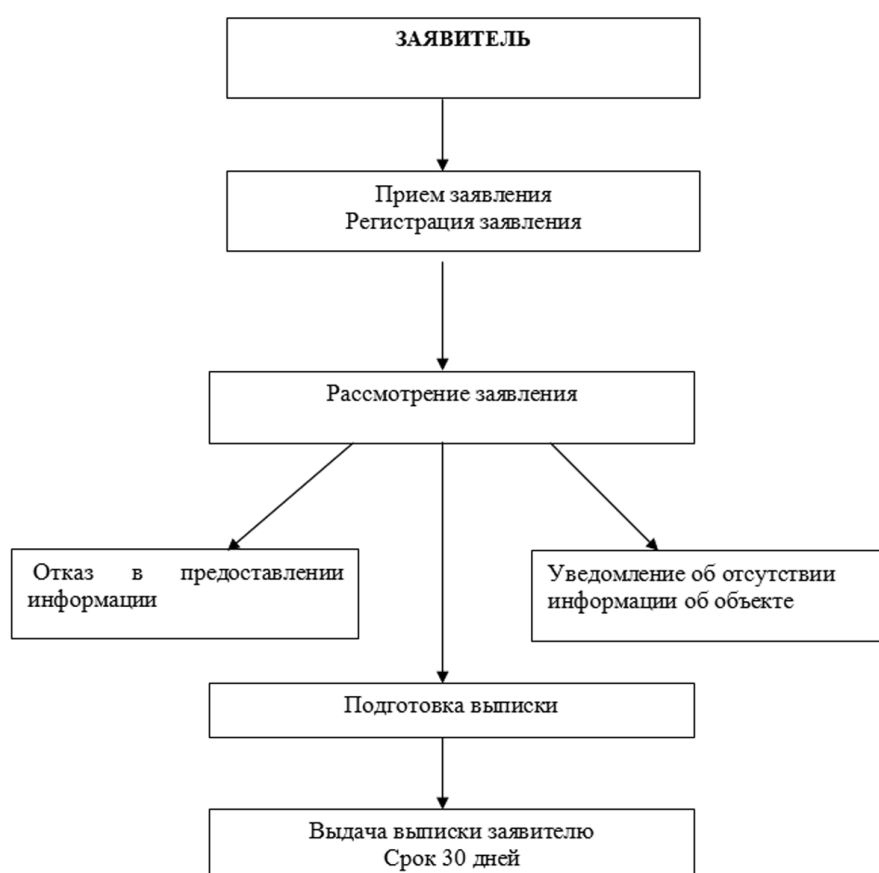 ЗАЯВИТЕЛЬ
Прием заявления
Регистрация заявления
Рассмотрение заявления
Отказ в предоставлении
информации
Уведомление об отсутствии
информации об объекте
Подготовка выписки
Выдача выписки заявителю
Срок 30 дней